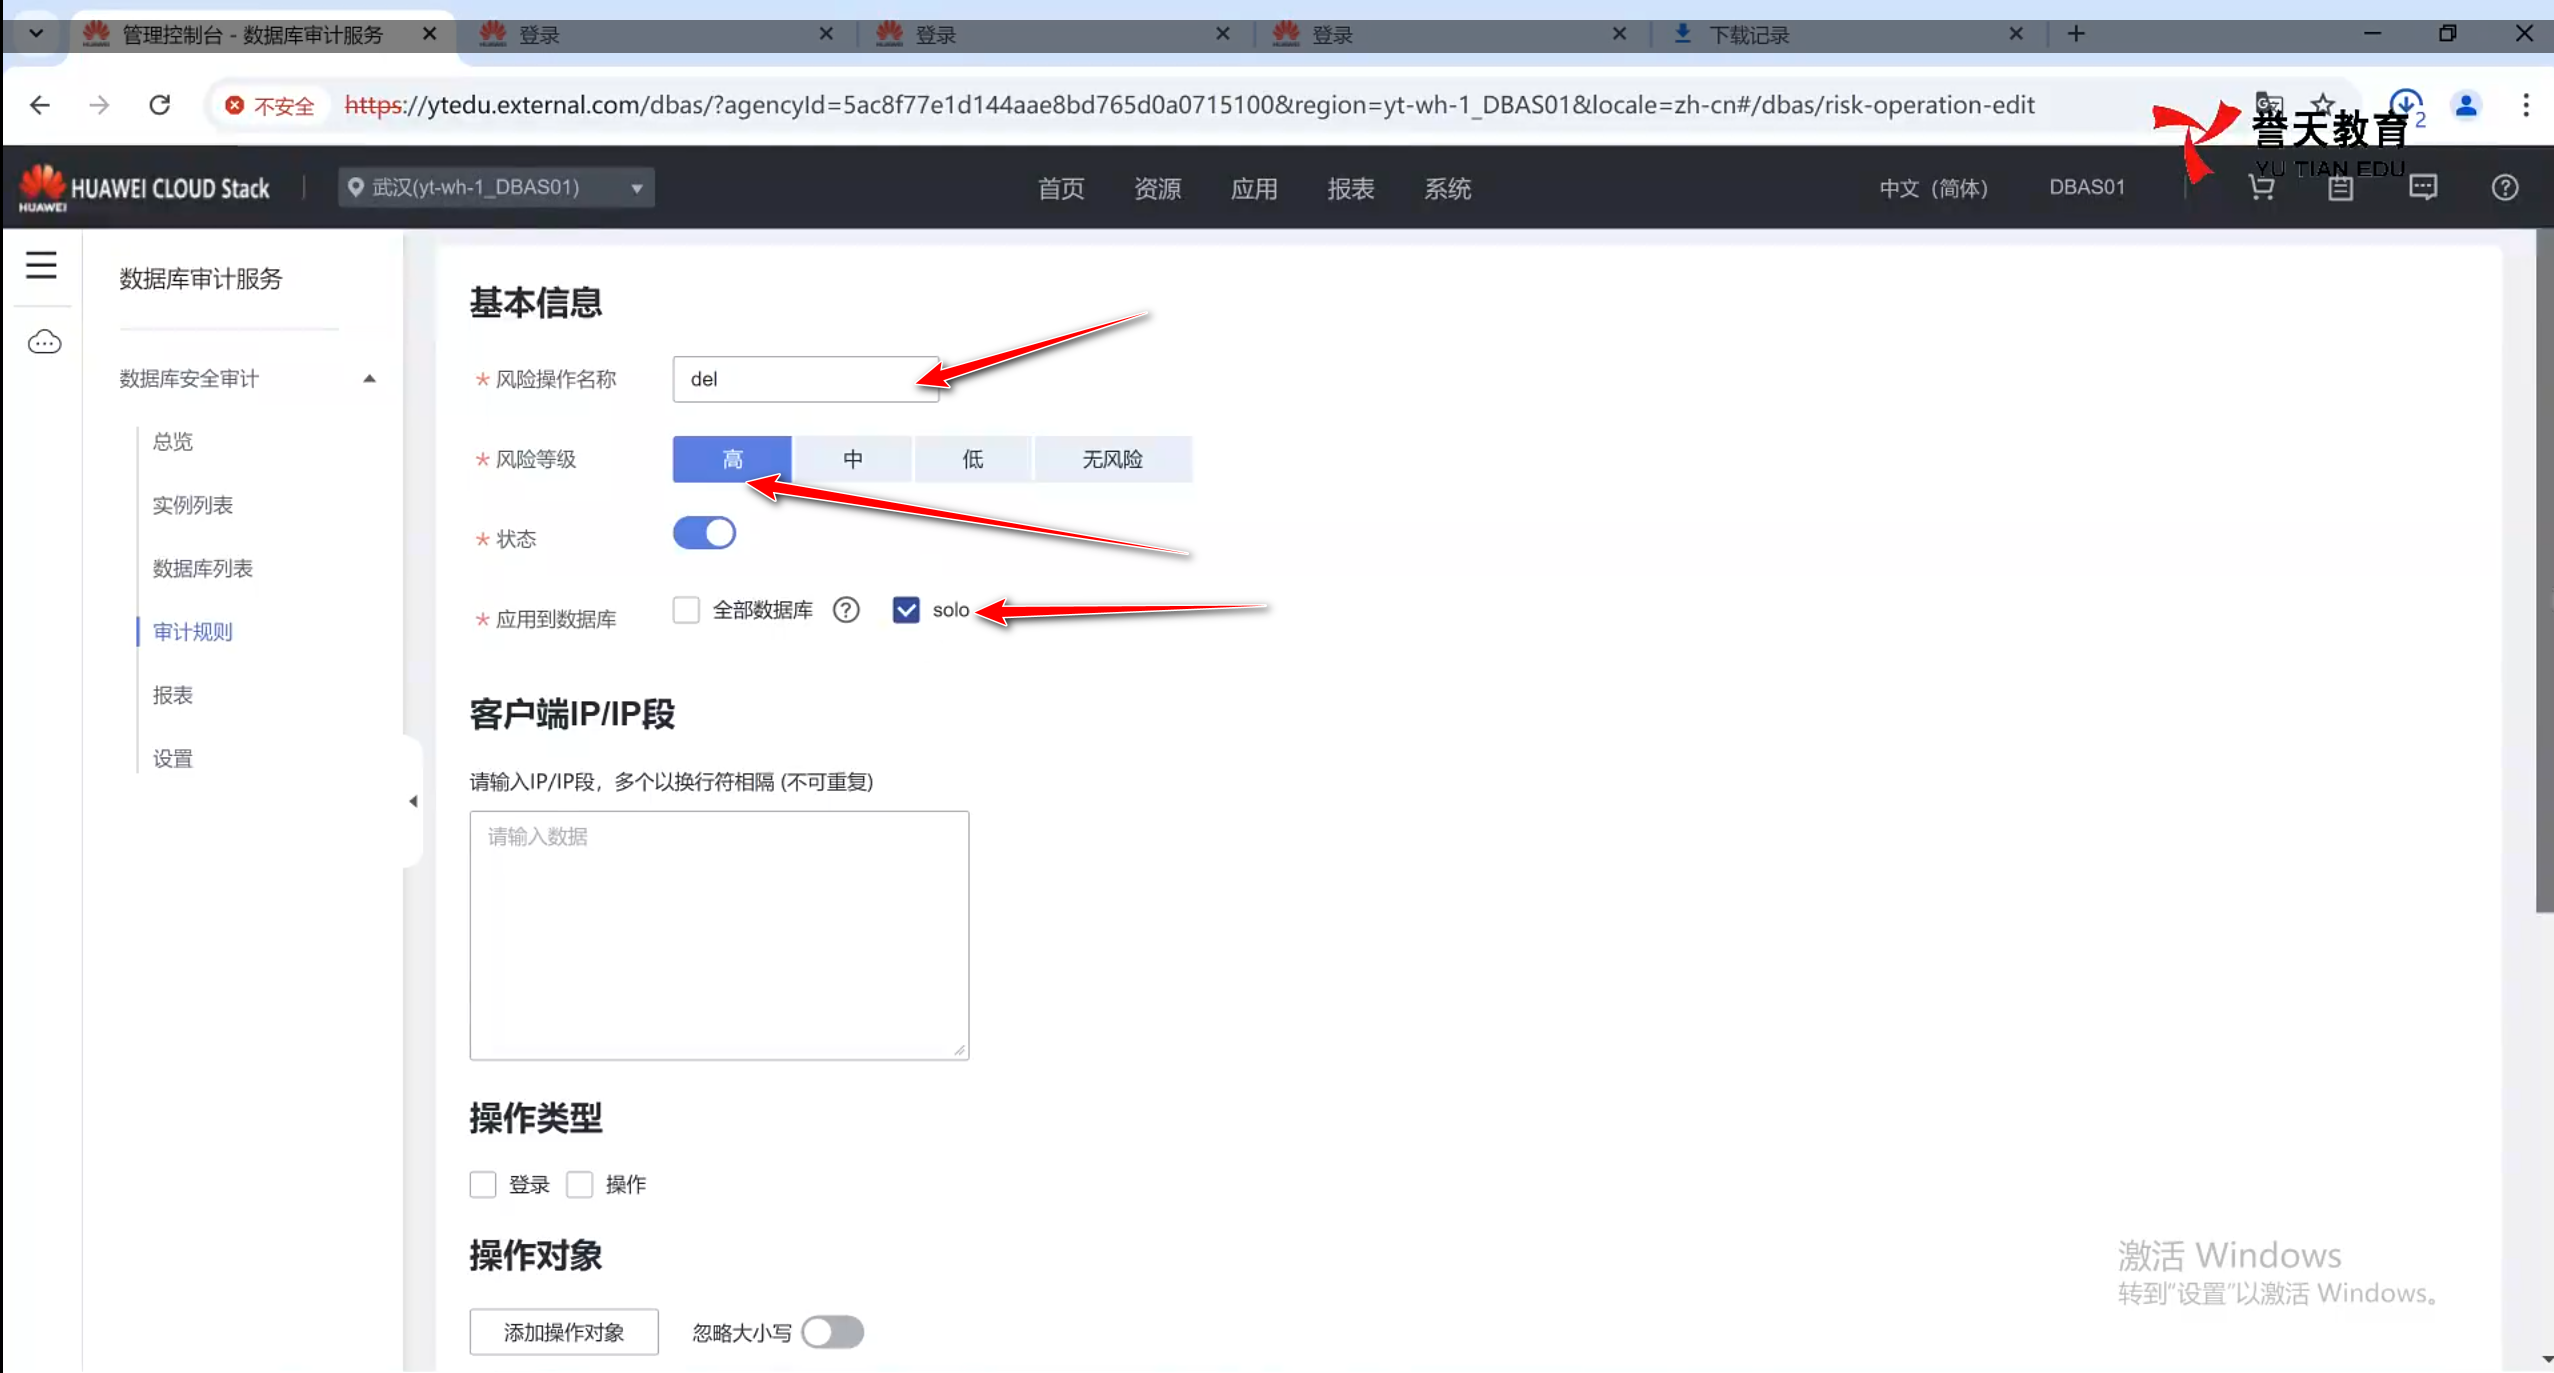 管理控制台 - 数据库审计服务
登录
登录
登录
下载记录
不安全 https://ytedu.external.com/dbas/?agencyId=5ac8f77e1d144aae8bd765d0a0715100&region=yt-wh-1_DBAS01&locale=zh-cn#/dbas/risk-operation-edit
2
誉天教育
YU TIAN EDU
HUAWEI
HUAWEI CLOUD Stack
武汉(yt-wh-1_DBAS01)
首页
资源
应用
报表
系统
中文（简体）
DBAS01
数据库审计服务
数据库安全审计
总览
实例列表
数据库列表
审计规则
报表
设置
基本信息
* 风险操作名称 del
* 风险等级 高 中 低 无风险
* 状态
* 应用到数据库 全部数据库 solo
客户端IP/IP段
请输入IP/IP段，多个以换行符相隔 (不可重复)
请输入数据
操作类型
登录 操作
操作对象
添加操作对象 忽略大小写
激活 Windows
转到"设置"以激活 Windows。